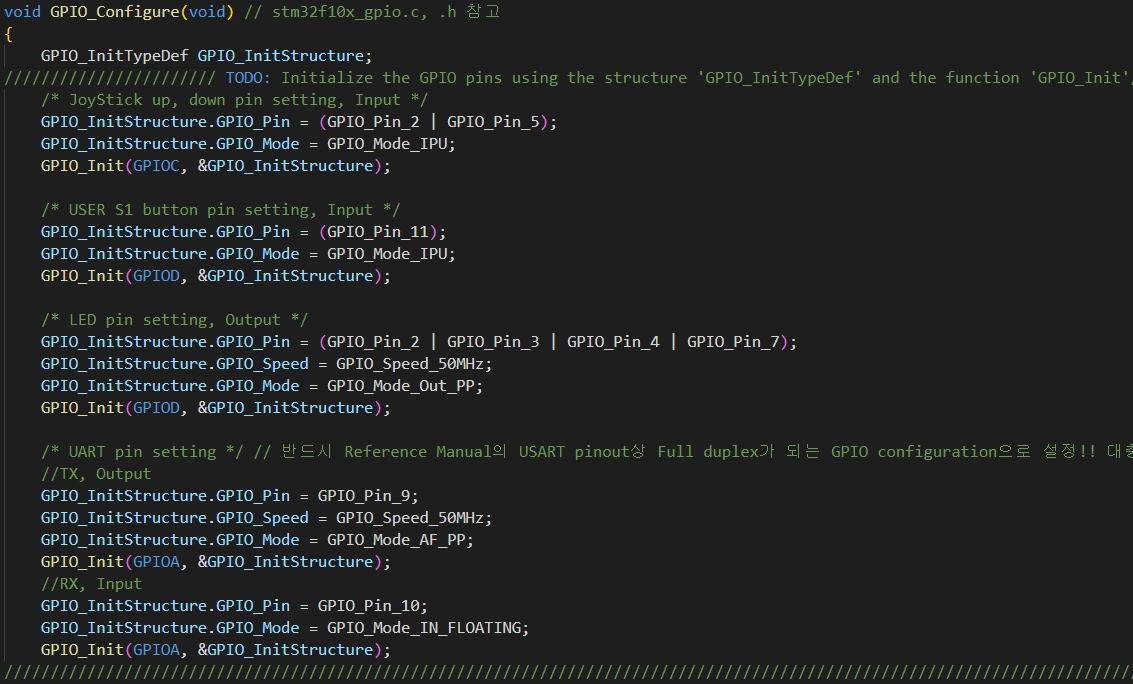 void GPIO_Configure(void) // stm32f10x_gpio.c, .h 참고
{
    GPIO_InitTypeDef GPIO_InitStructure;
/////////////////////// TODO: Initialize the GPIO pins using the structure 'GPIO_InitTypeDef' and the function 'GPIO_Init'/
    /* JoyStick up, down pin setting, Input */
    GPIO_InitStructure.GPIO_Pin = (GPIO_Pin_2 | GPIO_Pin_5);
    GPIO_InitStructure.GPIO_Mode = GPIO_Mode_IPU;
    GPIO_Init(GPIOC, &GPIO_InitStructure);
    /* USER S1 button pin setting, Input */
    GPIO_InitStructure.GPIO_Pin = (GPIO_Pin_11);
    GPIO_InitStructure.GPIO_Mode = GPIO_Mode_IPU;
    GPIO_Init(GPIOD, &GPIO_InitStructure);
    /* LED pin setting, Output */
    GPIO_InitStructure.GPIO_Pin = (GPIO_Pin_2 | GPIO_Pin_3 | GPIO_Pin_4 | GPIO_Pin_7);
    GPIO_InitStructure.GPIO_Speed = GPIO_Speed_50MHz;
    GPIO_InitStructure.GPIO_Mode = GPIO_Mode_Out_PP;
    GPIO_Init(GPIOD, &GPIO_InitStructure);
    /* UART pin setting */ // 반드시 Reference Manual의 USART pinout상 Full duplex가 되는 GPIO configuration으로 설정!! 대충
    //TX, Output
    GPIO_InitStructure.GPIO_Pin = GPIO_Pin_9;
    GPIO_InitStructure.GPIO_Speed = GPIO_Speed_50MHz;
    GPIO_InitStructure.GPIO_Mode = GPIO_Mode_AF_PP;
    GPIO_Init(GPIOA, &GPIO_InitStructure);
    //RX, Input
    GPIO_InitStructure.GPIO_Pin = GPIO_Pin_10;
    GPIO_InitStructure.GPIO_Mode = GPIO_Mode_IN_FLOATING;
    GPIO_Init(GPIOA, &GPIO_InitStructure);
///////////////////////////////////////////////////////////////////////////////////////////////////////////////////////////